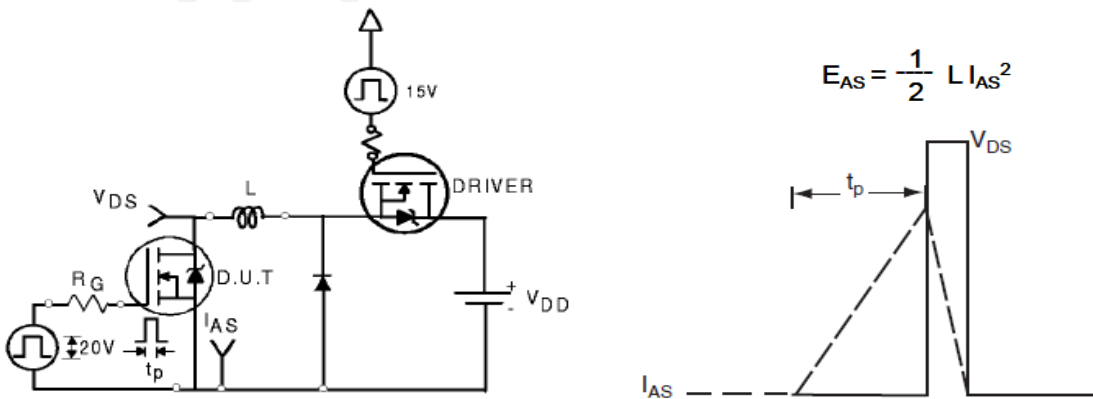 15V
DRIVER
L
VDS
D.U.T
RG
IAS
20V
tp
+
VDD
-
EAS = 1/2 L IAS²
VDS
tp
IAS